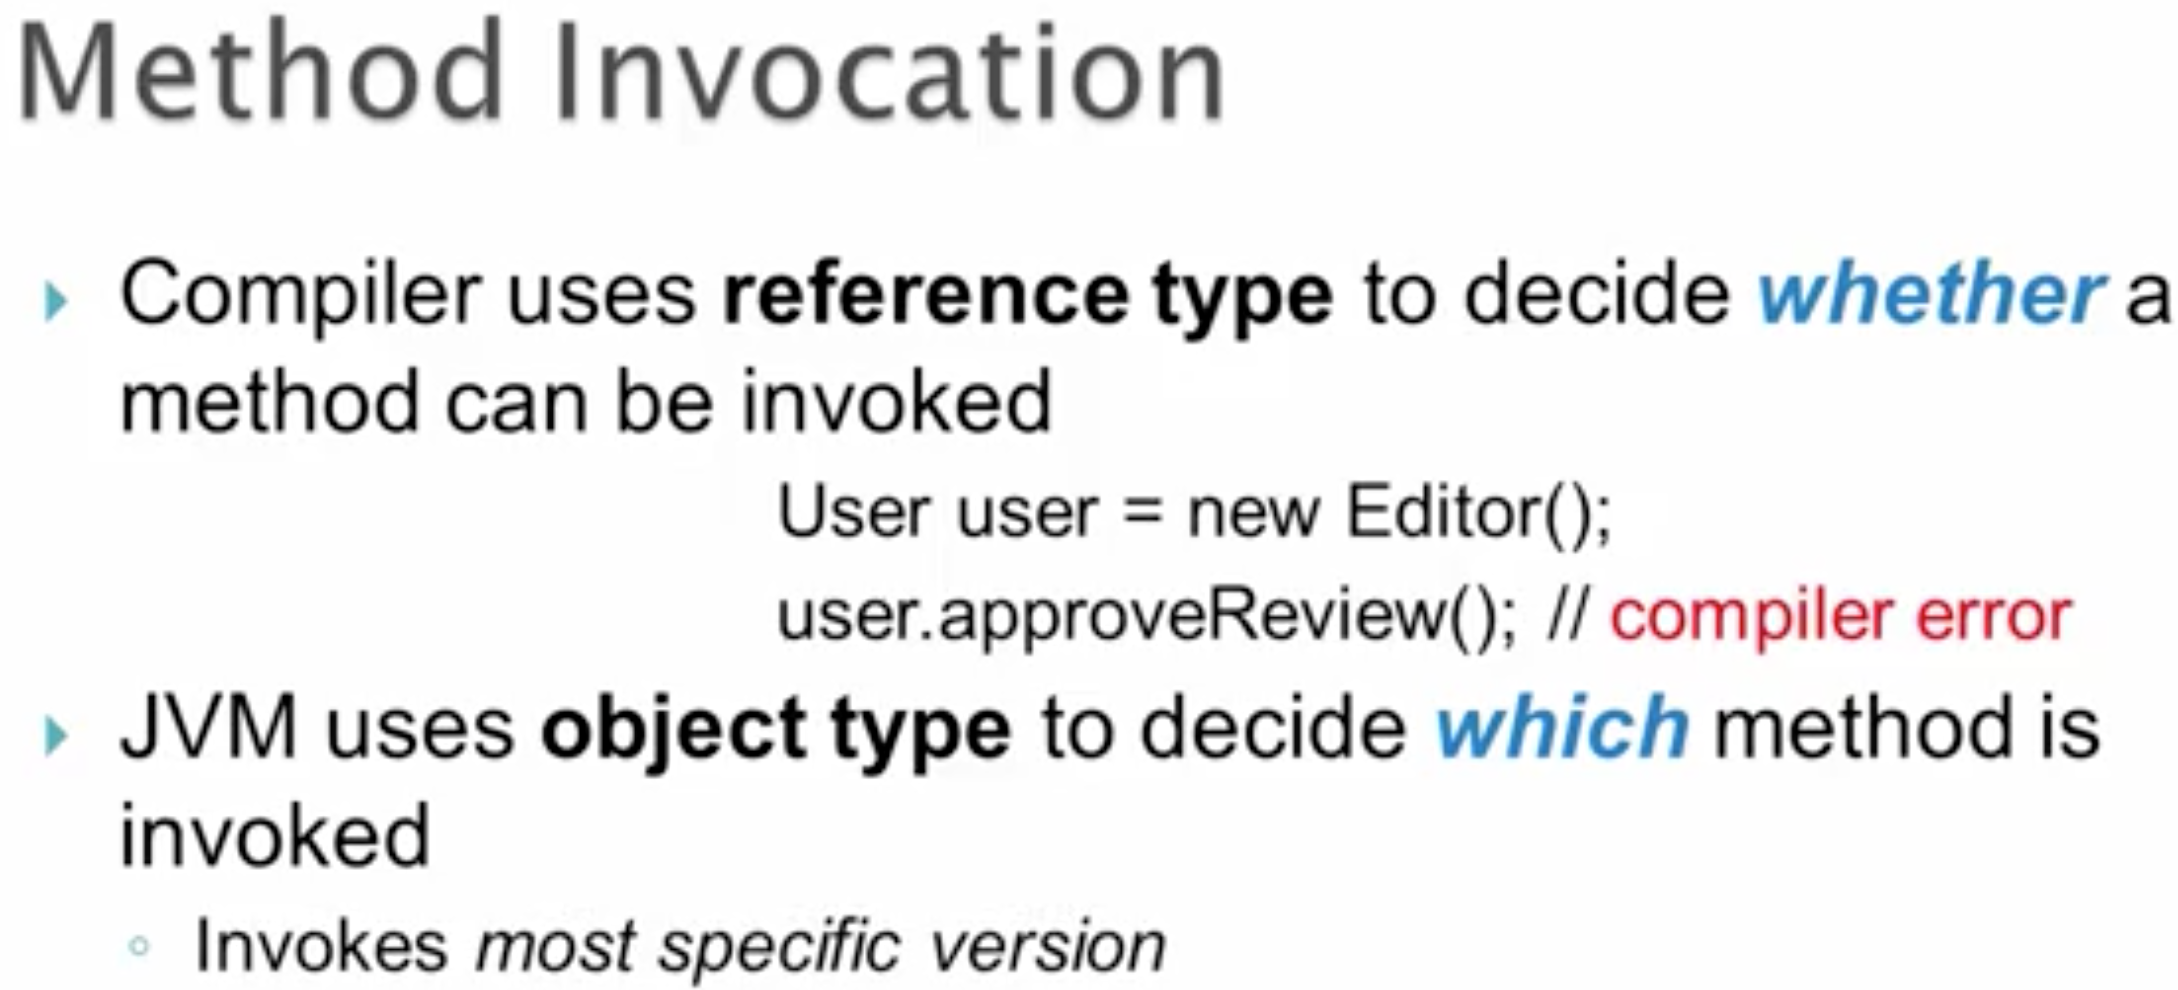 Method Invocation
Compiler uses reference type to decide whether a
method can be invoked
User user = new Editor();
user.approveReview(); // compiler error
JVM uses object type to decide which method is
invoked
Invokes most specific version